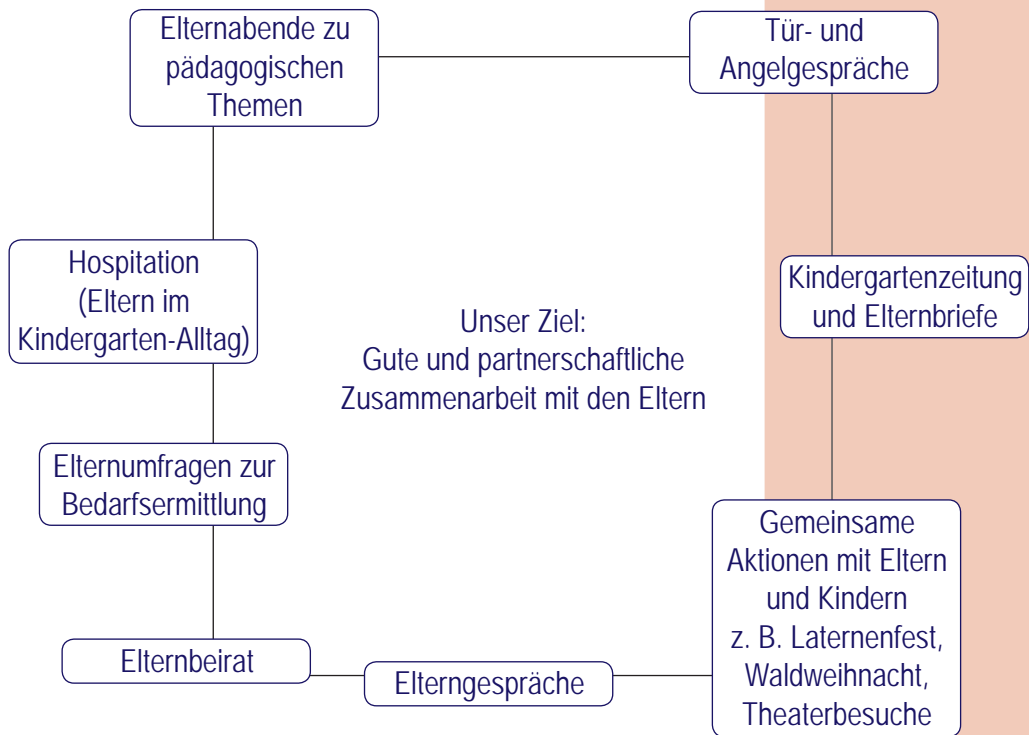 Elternabende zu
pädagogischen
Themen
Tür- und
Angelgespräche
Hospitation
(Eltern im
Kindergarten-Alltag)
Unser Ziel:
Gute und partnerschaftliche
Zusammenarbeit mit den Eltern
Kindergartenzeitung
und Elternbriefe
Elternumfragen zur
Bedarfsermittlung
Gemeinsame
Aktionen mit Eltern
und Kindern
z. B. Laternenfest,
Waldweihnacht,
Theaterbesuche
Elternbeirat
Elterngespräche